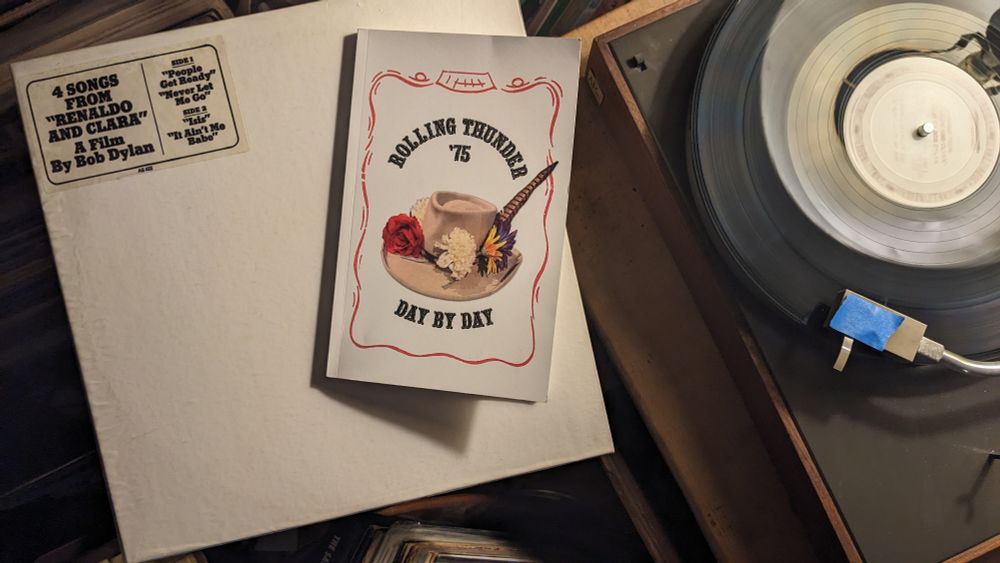 4 SONGS
FROM
"RENALDO
AND CLARA"
A Film
By Bob Dylan
SIDE 1
"People
Get Ready"
"Never Let
Me Go"
SIDE 2
"Isis"
"It Ain't Me
Babe"
ROLLING THUNDER
'75
DAY BY DAY